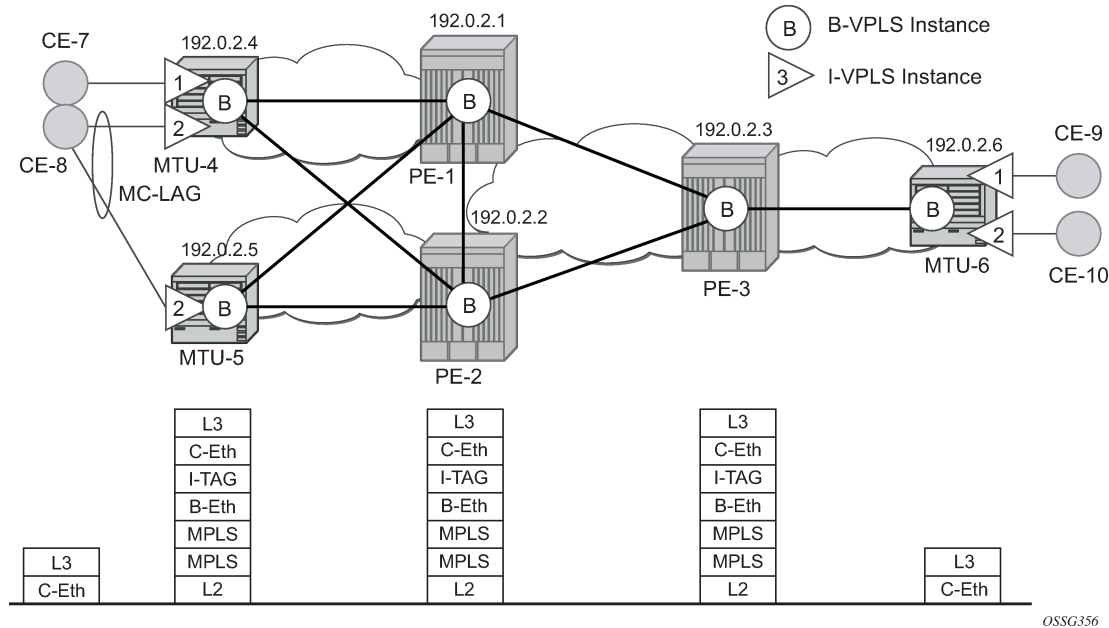 192.0.2.1
B
B-VPLS Instance
3
I-VPLS Instance
CE-7
192.0.2.4
1
B
B
2
CE-8
MTU-4
MC-LAG
PE-1
192.0.2.3
192.0.2.6
CE-9
1
B
B
2
MTU-6
CE-10
PE-3
192.0.2.2
192.0.2.5
2
B
B
MTU-5
PE-2
L3
C-Eth
I-TAG
B-Eth
MPLS
MPLS
L2
L3
C-Eth
I-TAG
B-Eth
MPLS
MPLS
L2
L3
C-Eth
I-TAG
B-Eth
MPLS
MPLS
L2
L3
C-Eth
L3
C-Eth
OSSG356